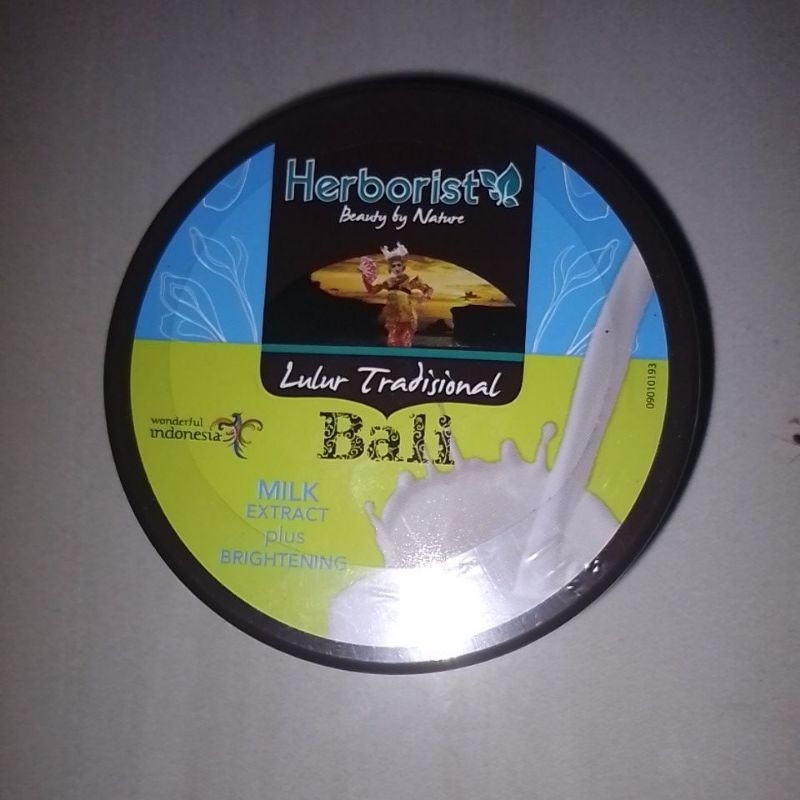 Herborist
Beauty by Nature
Lulur Tradisional
Bali
wonderful
indonesia
MILK
EXTRACT
plus
BRIGHTENING
09010193